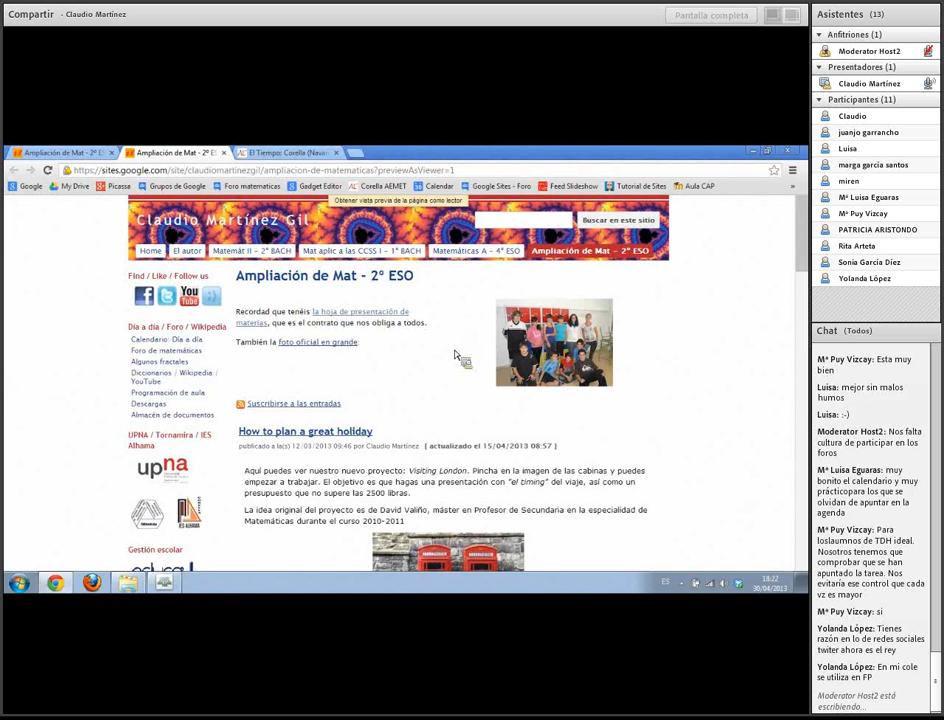 Compartir - Claudio Martínez
Pantalla completa
Ampliación de Mat - 2º ES
Ampliación de Mat - 2º ES
El Tiempo: Corella (Nava
https://sites.google.com/site/claudiomartinezgil/ampliacion-de-matematicas?previewAsViewer=1
Google
My Drive
Picassa
Grupos de Google
Foro matematicas
Gadget Editor
Corella AEMET
Calendar
Google Sites - Foro
Feed Slideshow
Tutorial de Sites
Aula CAP
»
Obtener vista previa de la página como lector
Claudio Martínez Gil
Buscar en este sitio
Home
El autor
Matemát II - 2º BACH
Mat aplic a las CCSS I - 1º BACH
Matemáticas A - 4º ESO
Ampliación de Mat - 2º ESO
Find / Like / Follow us
You
Tube
Día a día / Foro / Wikipedia
Calendario: Día a día
Foro de matemáticas
Algunos fractales
Diccionarios / Wikipedia /
YouTube
Programación de aula
Descargas
Almacén de documentos
UPNA / Tornamira / IES
Alhama
upna
IES ALHAMA
Gestión escolar
Ampliación de Mat - 2º ESO
Recordad que tenéis la hoja de presentación de
materias, que es el contrato que nos obliga a todos.
También la foto oficial en grande
Suscribirse a las entradas
How to plan a great holiday
publicado a la(s) 12/03/2013 09:46 por Claudio Martínez [ actualizado el 15/04/2013 08:57 ]
Aquí puedes ver nuestro nuevo proyecto: Visiting London. Pincha en la imagen de las cabinas y puedes
empezar a trabajar. El objetivo es que hagas una presentación con "el timing" del viaje, así como un
presupuesto que no supere las 2500 libras.
La idea original del proyecto es de David Valiño, máster en Profesor de Secundaria en la especialidad de
Matemáticas durante el curso 2010-2011
ES
18:22
30/04/2013
Asistentes (13)
Anfitriones (1)
Moderator Host2
Presentadores (1)
Claudio Martínez
Participantes (11)
Claudio
juanjo garrancho
Luisa
marga garcía santos
miren
Mª Luisa Eguaras
Mª Puy Vizcay
PATRICIA ARISTONDO
Rita Arteta
Sonia García Díez
Yolanda López
Chat (Todos)
Mª Puy Vizcay: Esta muy
bien
Luisa: mejor sin malos
humos
Luisa: :-)
Moderator Host2: Nos falta
cultura de participar en los
foros
Mª Luisa Eguaras: muy
bonito el calendario y muy
prácticopara los que se
olvidan de apuntar en la
agenda
Mª Puy Vizcay: Para
loslaumnos de TDH ideal.
Nosotros tenemos que
comprobar que se han
apuntado la tarea. Nos
evitaría ese control que cada
vz es mayor
Mª Puy Vizcay: si
Yolanda López: Tienes
razón en lo de redes sociales
twiter ahora es el rey
Yolanda López: En mi cole
se utiliza en FP
Moderator Host2 está
escribiendo...